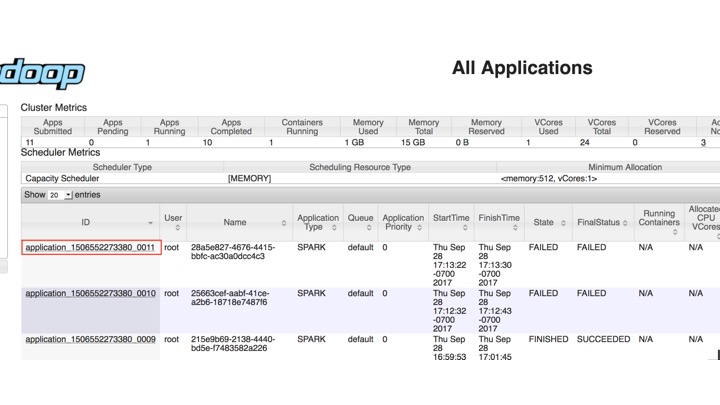 doop
All Applications
Cluster Metrics
Apps Submitted Apps Pending Apps Running Apps Completed Containers Running Memory Used Memory Total Memory Reserved VCores Used VCores Total VCores Reserved
11 0 1 10 1 1 GB 15 GB 0 B 1 24 0 3
Scheduler Metrics
Scheduler Type Scheduling Resource Type Minimum Allocation
Capacity Scheduler [MEMORY] <memory:512, vCores:1>
Show 20 entries
ID User Name Application Type Queue Application Priority StartTime FinishTime State FinalStatus Running Containers Allocated CPU VCores
application_1506552273380_0011 root 28a5e827-4676-4415-bbfc-ac30a0dcc4c3 SPARK default 0 Thu Sep 28 17:13:22 -0700 2017 Thu Sep 28 17:13:30 -0700 2017 FAILED FAILED N/A N/A
application_1506552273380_0010 root 25663cef-aabf-41ce-a2b6-18718e7487f6 SPARK default 0 Thu Sep 28 17:12:32 -0700 2017 Thu Sep 28 17:12:43 -0700 2017 FAILED FAILED N/A N/A
application_1506552273380_0009 root 215e9b69-2138-4440-bd5e-f7483582a226 SPARK default 0 Thu Sep 28 16:59:53 Thu Sep 28 17:01:45 FINISHED SUCCEEDED N/A N/A